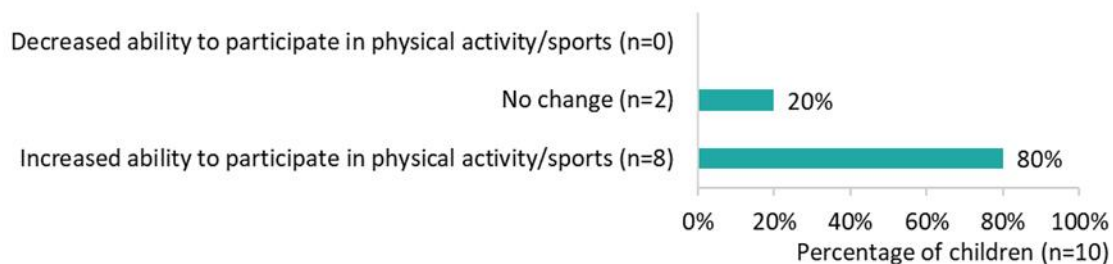 Decreased ability to participate in physical activity/sports (n=0)
No change (n=2) 20%
Increased ability to participate in physical activity/sports (n=8) 80%
0% 20% 40% 60% 80% 100%
Percentage of children (n=10)